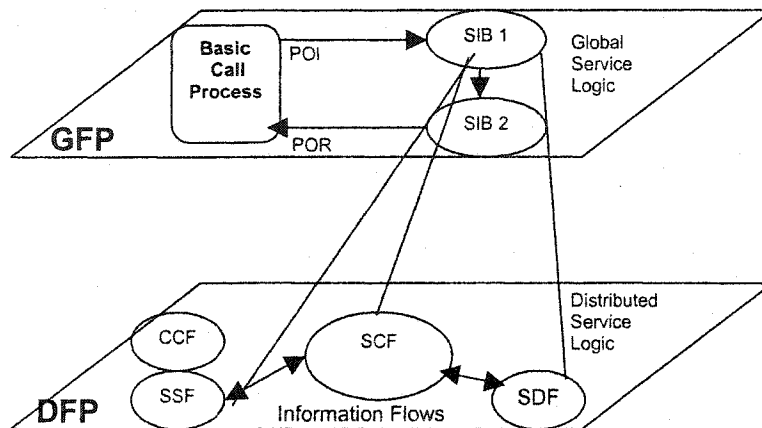 Basic
Call
Process
POI
SIB 1
Global
Service
Logic
SIB 2
POR
GFP
CCF
SCF
Distributed
Service
Logic
SSF
SDF
Information Flows
DFP